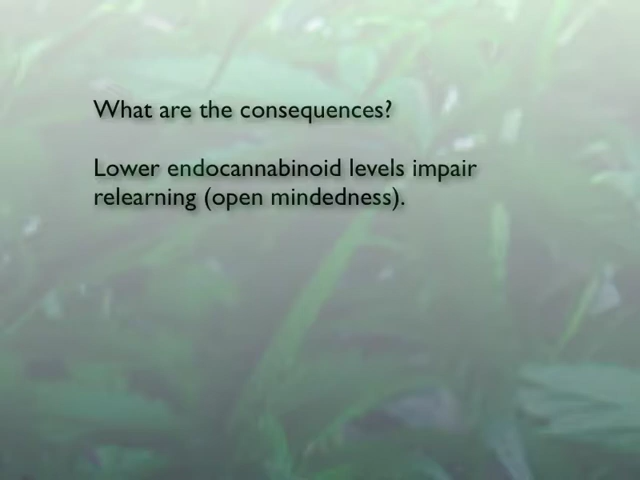 What are the consequences?
Lower endocannabinoid levels impair
relearning (open mindedness).